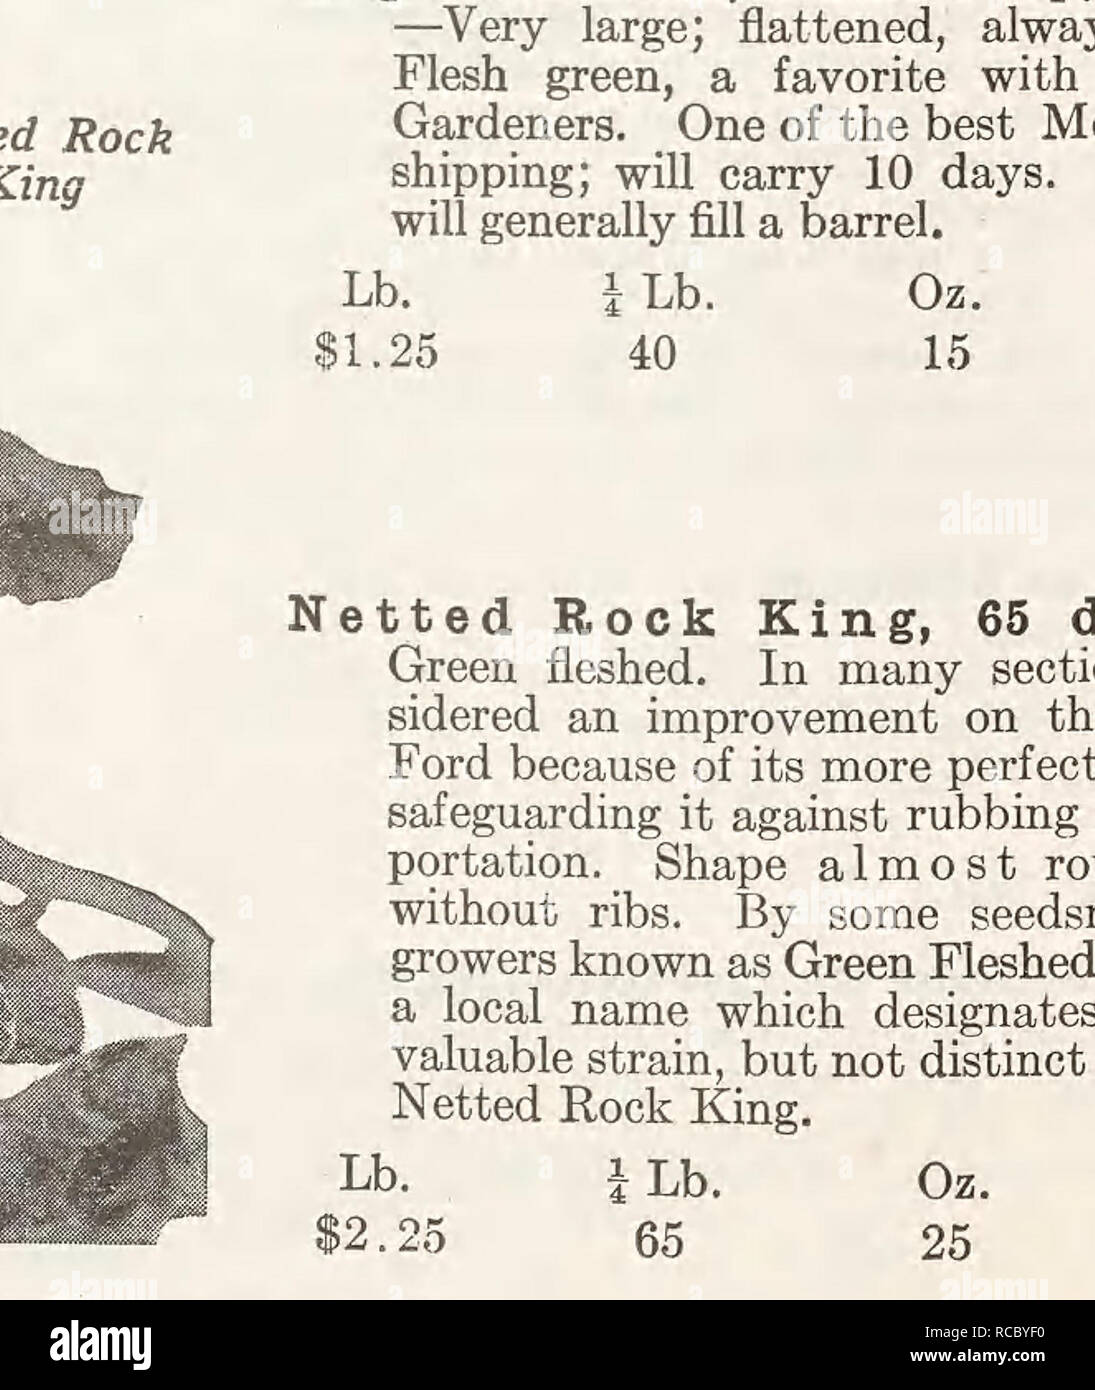 —Very large; flattened, alway
Flesh green, a favorite with
Gardeners. One of the best M
shipping; will carry 10 days.
will generally fill a barrel.
ed Rock
King
Lb. ¼ Lb. Oz.
$1.25 40 15
Netted Rock King, 65 d
Green fleshed. In many secti
sidered an improvement on th
Ford because of its more perfect
safeguarding it against rubbing
portation. Shape almost ro
without ribs. By some seeds
growers known as Green Fleshed
a local name which designates
valuable strain, but not distinct
Netted Rock King.
Lb. ¼ Lb. Oz.
$2.25 65 25
alamy
Image ID: RCBYF0
www.alamy.com